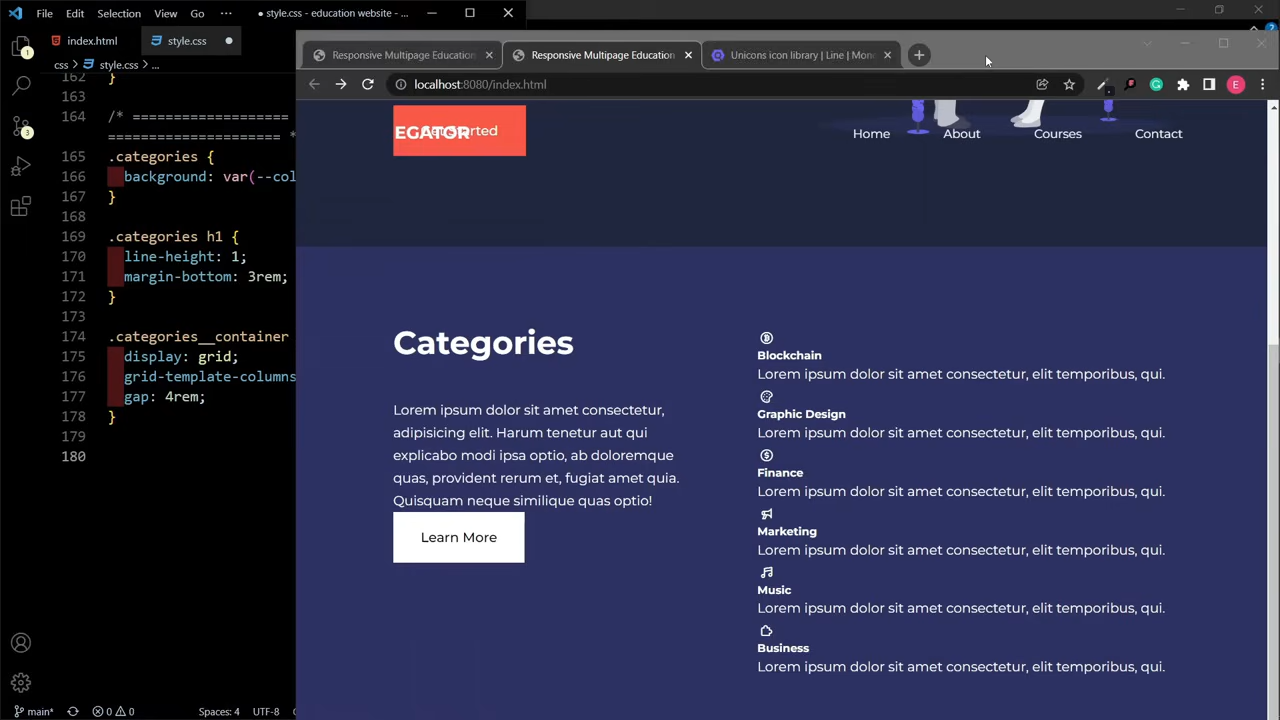 File Edit Selection View Go ··· ● style.css - education website - ...
index.html style.css ●
css > style.css > ...
1
3
162 }
163
164 /* ===================
===================== *
165 .categories {
166 background: var(--col
167 }
168
169 .categories h1 {
170 line-height: 1;
171 margin-bottom: 3rem;
172 }
173
174 .categories__container
175 display: grid;
176 grid-template-columns
177 gap: 4rem;
178 }
179
180
main* 0 0 Spaces: 4 UTF-8
Responsive Multipage Education
Responsive Multipage Education
Unicons icon library | Line | Mono
localhost:8080/index.html
E
Get Started
EGATOR
Home About Courses Contact
Categories
Lorem ipsum dolor sit amet consectetur,
adipisicing elit. Harum tenetur aut qui
explicabo modi ipsa optio, ab doloremque
quas, provident rerum et, fugiat amet quia.
Quisquam neque similique quas optio!
Learn More
Blockchain
Lorem ipsum dolor sit amet consectetur, elit temporibus, qui.
Graphic Design
Lorem ipsum dolor sit amet consectetur, elit temporibus, qui.
Finance
Lorem ipsum dolor sit amet consectetur, elit temporibus, qui.
Marketing
Lorem ipsum dolor sit amet consectetur, elit temporibus, qui.
Music
Lorem ipsum dolor sit amet consectetur, elit temporibus, qui.
Business
Lorem ipsum dolor sit amet consectetur, elit temporibus, qui.